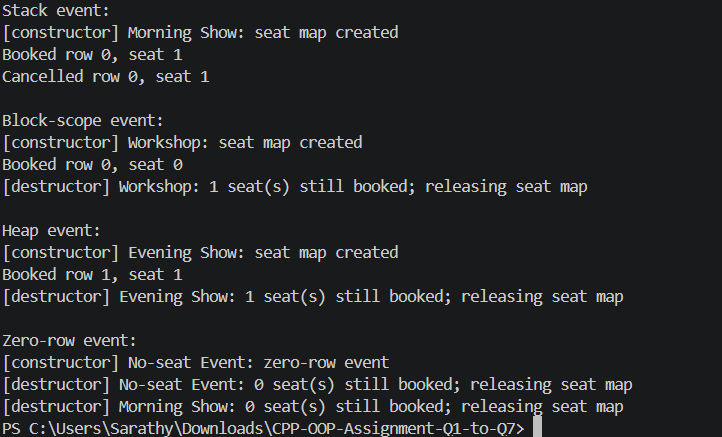 Stack event:
[constructor] Morning Show: seat map created
Booked row 0, seat 1
Cancelled row 0, seat 1
Block-scope event:
[constructor] Workshop: seat map created
Booked row 0, seat 0
[destructor] Workshop: 1 seat(s) still booked; releasing seat map
Heap event:
[constructor] Evening Show: seat map created
Booked row 1, seat 1
[destructor] Evening Show: 1 seat(s) still booked; releasing seat map
Zero-row event:
[constructor] No-seat Event: zero-row event
[destructor] No-seat Event: 0 seat(s) still booked; releasing seat map
[destructor] Morning Show: 0 seat(s) still booked; releasing seat map
PS C:\Users\Sarathy\Downloads\CPP-OOP-Assignment-Q1-to-Q7>